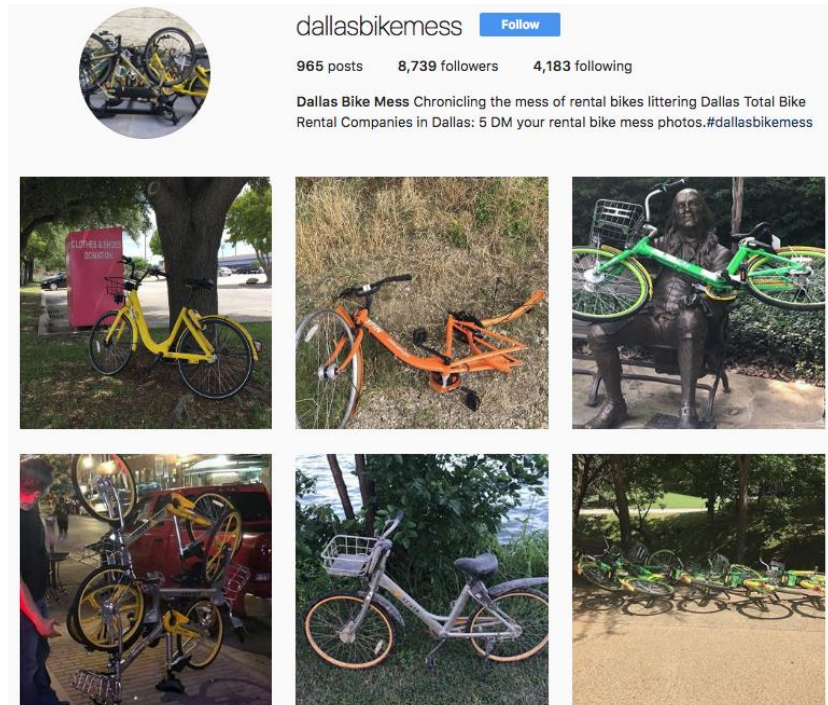 dallasbikemess Follow
965 posts 8,739 followers 4,183 following
Dallas Bike Mess Chronicling the mess of rental bikes littering Dallas Total Bike
Rental Companies in Dallas: 5 DM your rental bike mess photos.#dallasbikemess
CLOTHES & SHOES
DONATION